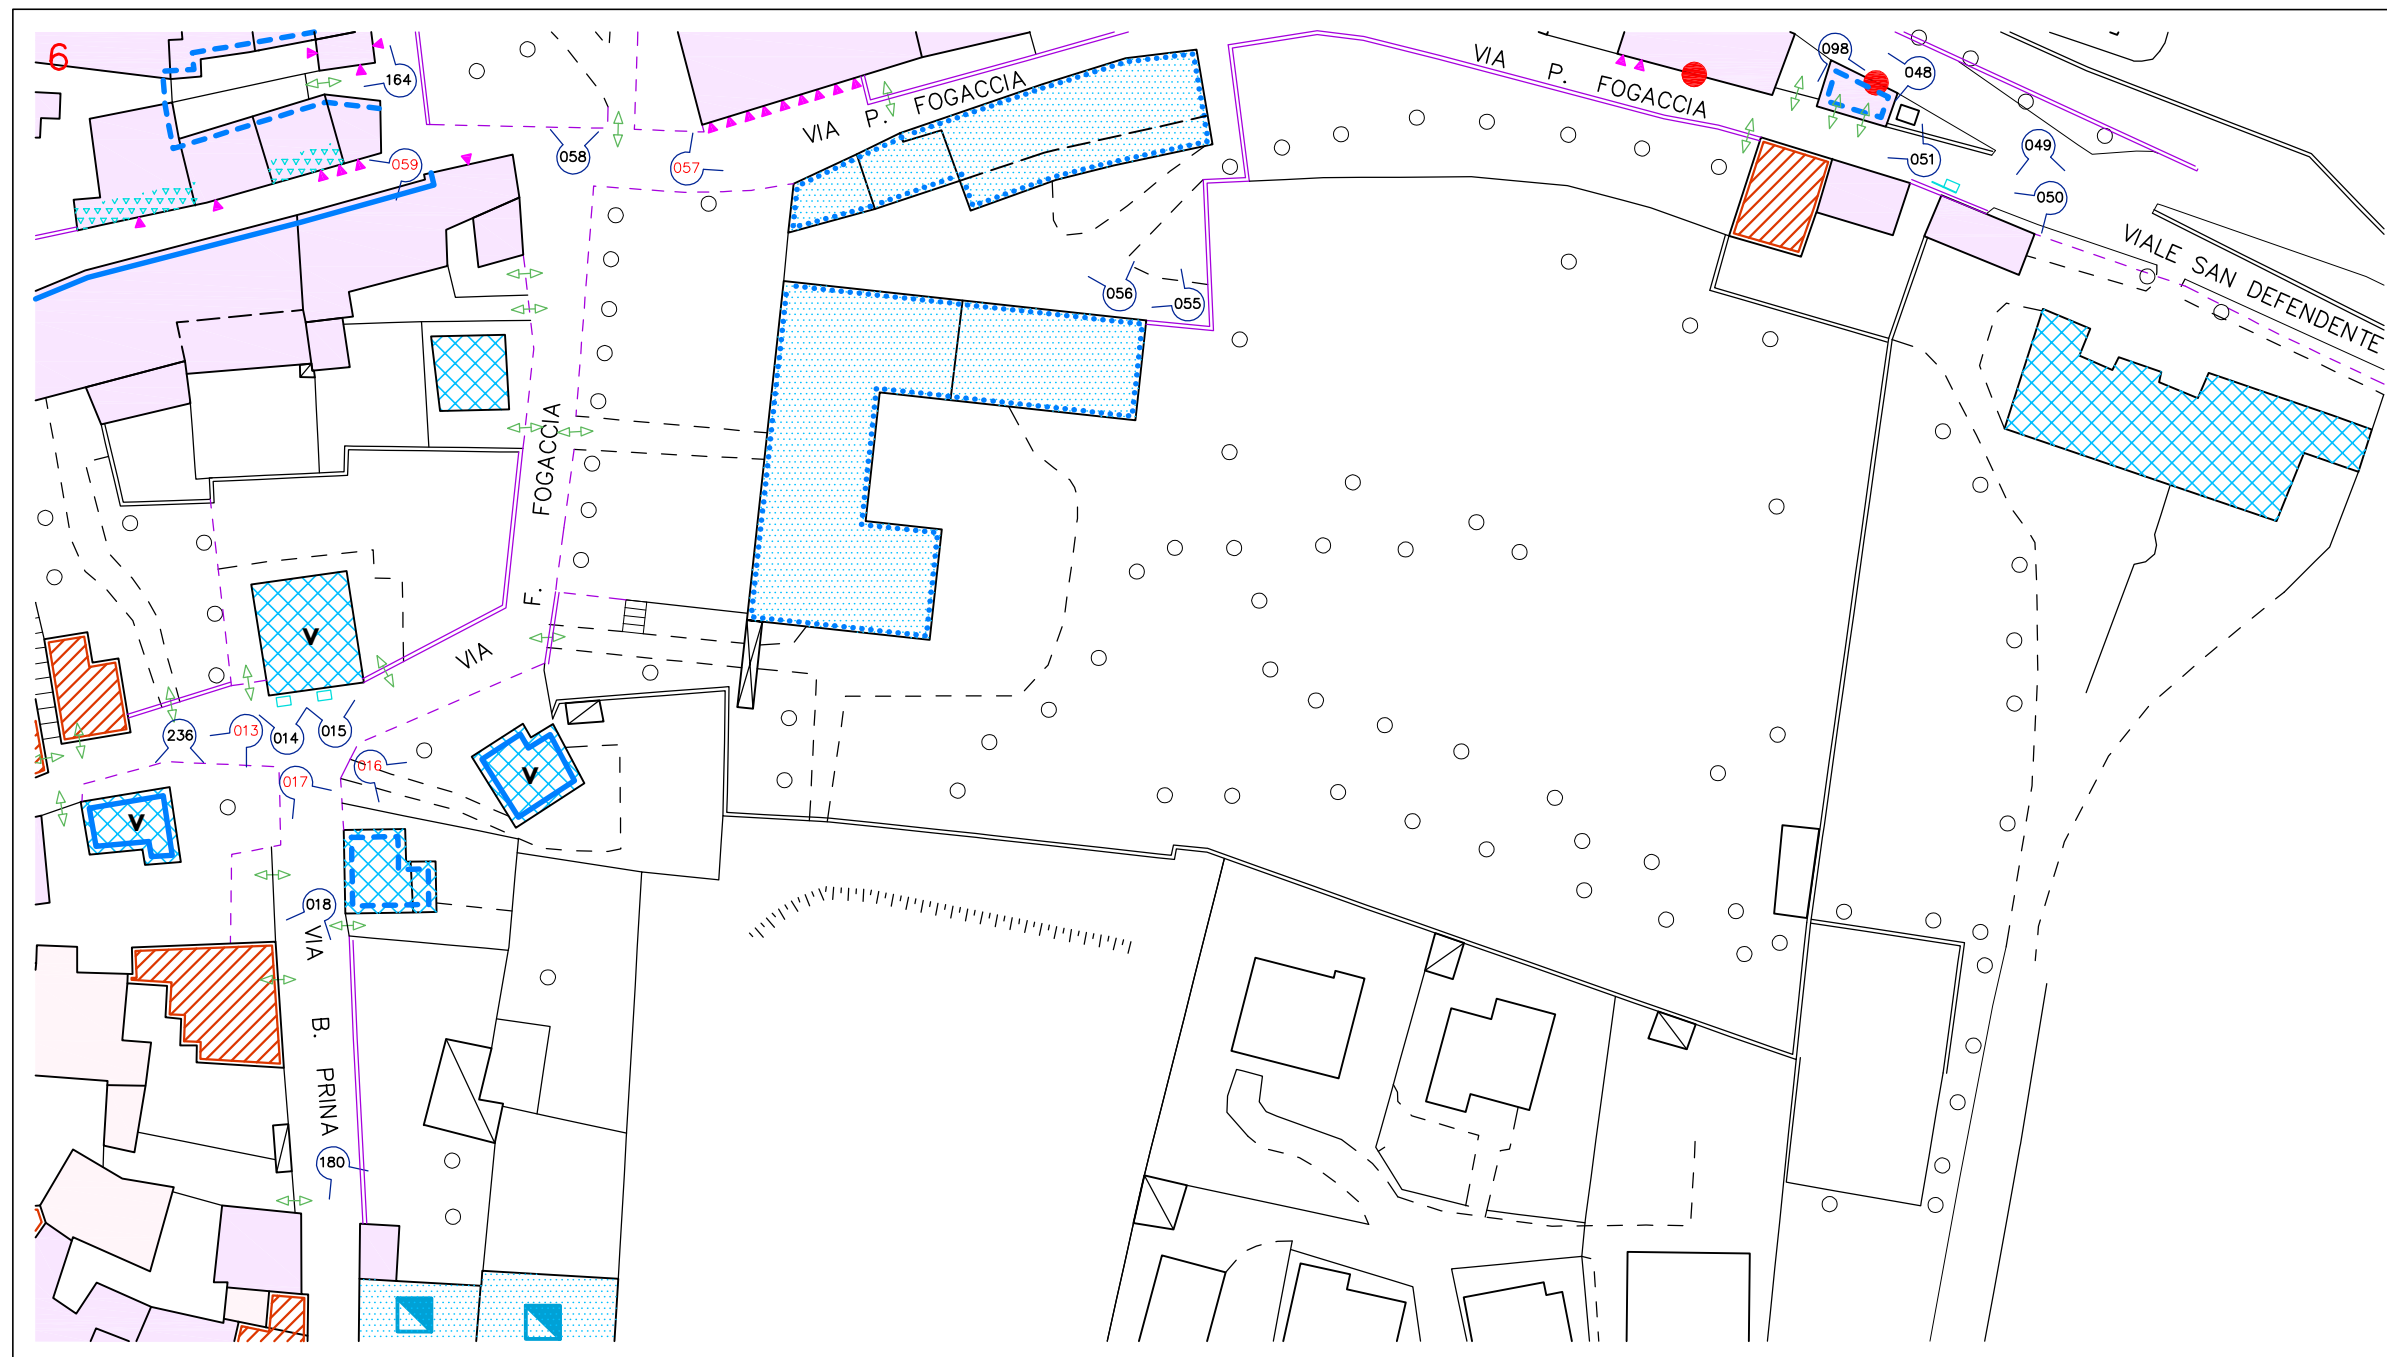 6
164
059
058
057
VIA P. FOGACCIA
VIA P. FOGACCIA
098
048
049
051
050
VIALE SAN DEFENDENTE
056
055
VIA F. FOGACCIA
V
236
013
014
015
016
017
V
V
018
VIA B. PRINA
180